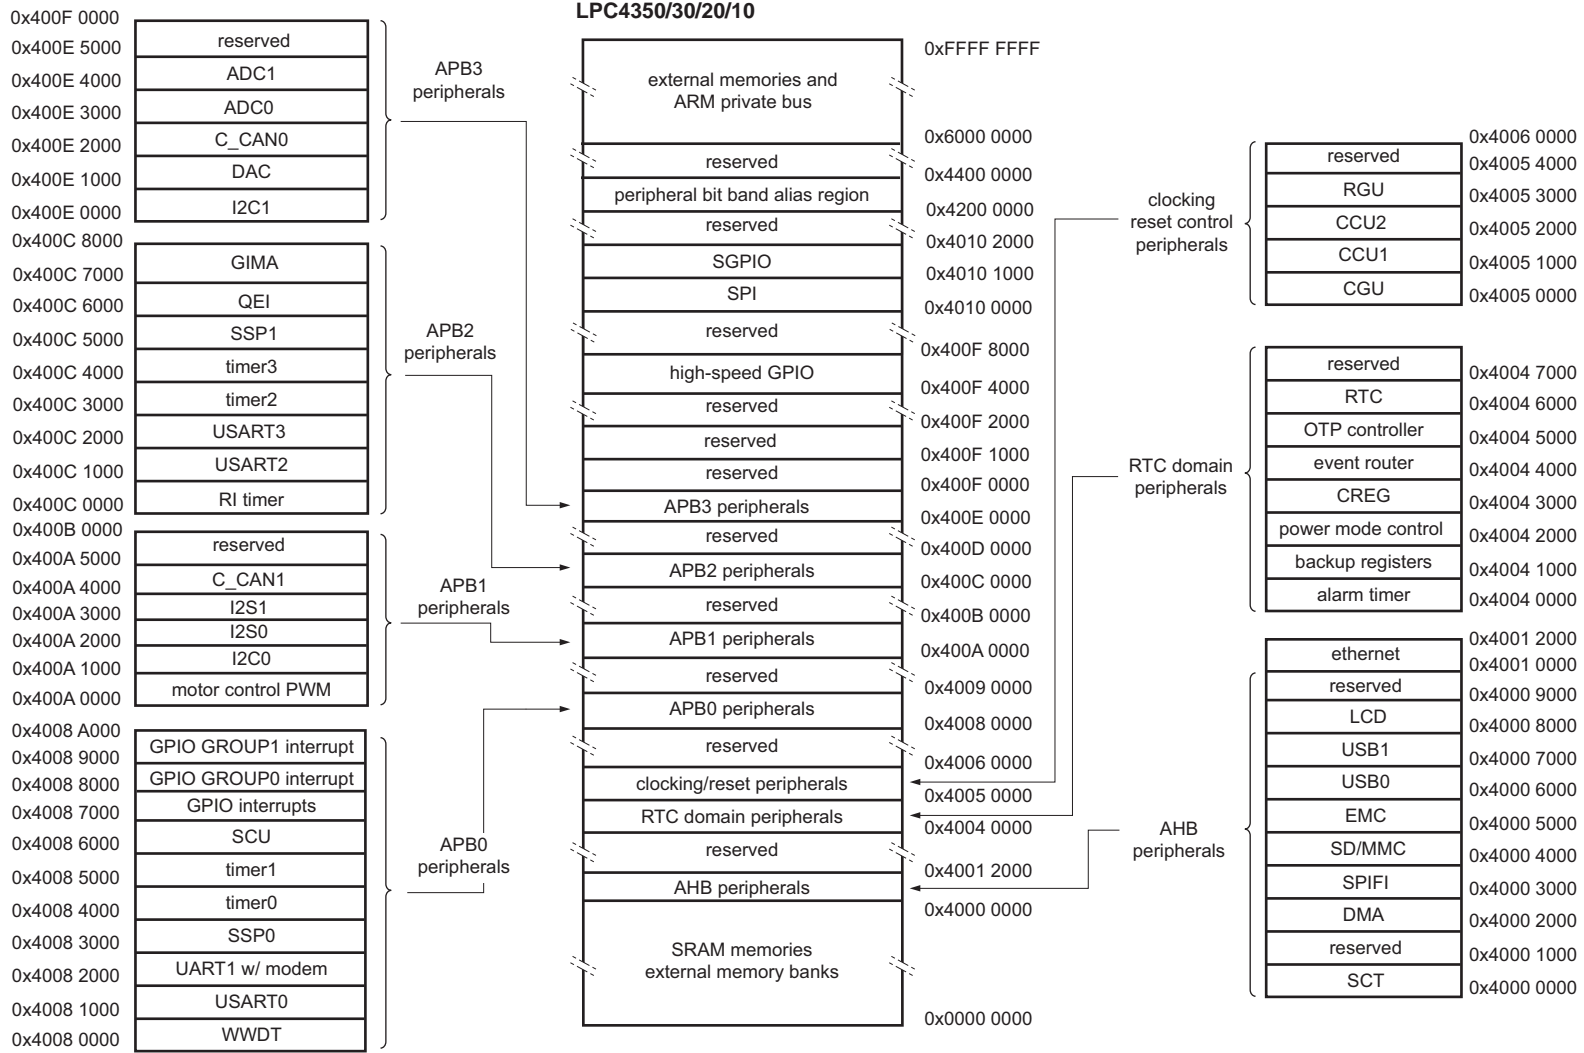 LPC4350/30/20/10
0x400F 0000
reserved
0x400E 5000
ADC1
0x400E 4000
ADC0
0x400E 3000
C_CAN0
0x400E 2000
DAC
0x400E 1000
I2C1
0x400E 0000
APB3
peripherals
0x400C 8000
GIMA
0x400C 7000
QEI
0x400C 6000
SSP1
0x400C 5000
timer3
0x400C 4000
timer2
0x400C 3000
USART3
0x400C 2000
USART2
0x400C 1000
RI timer
0x400C 0000
APB2
peripherals
0x400B 0000
reserved
0x400A 5000
C_CAN1
0x400A 4000
I2S1
0x400A 3000
I2S0
0x400A 2000
I2C0
0x400A 1000
motor control PWM
0x400A 0000
APB1
peripherals
0x4008 A000
GPIO GROUP1 interrupt
0x4008 9000
GPIO GROUP0 interrupt
0x4008 8000
GPIO interrupts
0x4008 7000
SCU
0x4008 6000
timer1
0x4008 5000
timer0
0x4008 4000
SSP0
0x4008 3000
UART1 w/ modem
0x4008 2000
USART0
0x4008 1000
WWDT
0x4008 0000
APB0
peripherals
0xFFFF FFFF
external memories and
ARM private bus
0x6000 0000
reserved
0x4400 0000
peripheral bit band alias region
0x4200 0000
reserved
0x4010 2000
SGPIO
0x4010 1000
SPI
0x4010 0000
reserved
0x400F 8000
high-speed GPIO
0x400F 4000
reserved
0x400F 2000
reserved
0x400F 1000
reserved
0x400F 0000
APB3 peripherals
0x400E 0000
reserved
0x400D 0000
APB2 peripherals
0x400C 0000
reserved
0x400B 0000
APB1 peripherals
0x400A 0000
reserved
0x4009 0000
APB0 peripherals
0x4008 0000
reserved
0x4006 0000
clocking/reset peripherals
0x4005 0000
RTC domain peripherals
0x4004 0000
reserved
0x4001 2000
AHB peripherals
0x4000 0000
SRAM memories
external memory banks
0x0000 0000
clocking
reset control
peripherals
0x4006 0000
reserved
0x4005 4000
RGU
0x4005 3000
CCU2
0x4005 2000
CCU1
0x4005 1000
CGU
0x4005 0000
RTC domain
peripherals
reserved
0x4004 7000
RTC
0x4004 6000
OTP controller
0x4004 5000
event router
0x4004 4000
CREG
0x4004 3000
power mode control
0x4004 2000
backup registers
0x4004 1000
alarm timer
0x4004 0000
AHB
peripherals
0x4001 2000
ethernet
0x4001 0000
reserved
0x4000 9000
LCD
0x4000 8000
USB1
0x4000 7000
USB0
0x4000 6000
EMC
0x4000 5000
SD/MMC
0x4000 4000
SPIFI
0x4000 3000
DMA
0x4000 2000
reserved
0x4000 1000
SCT
0x4000 0000